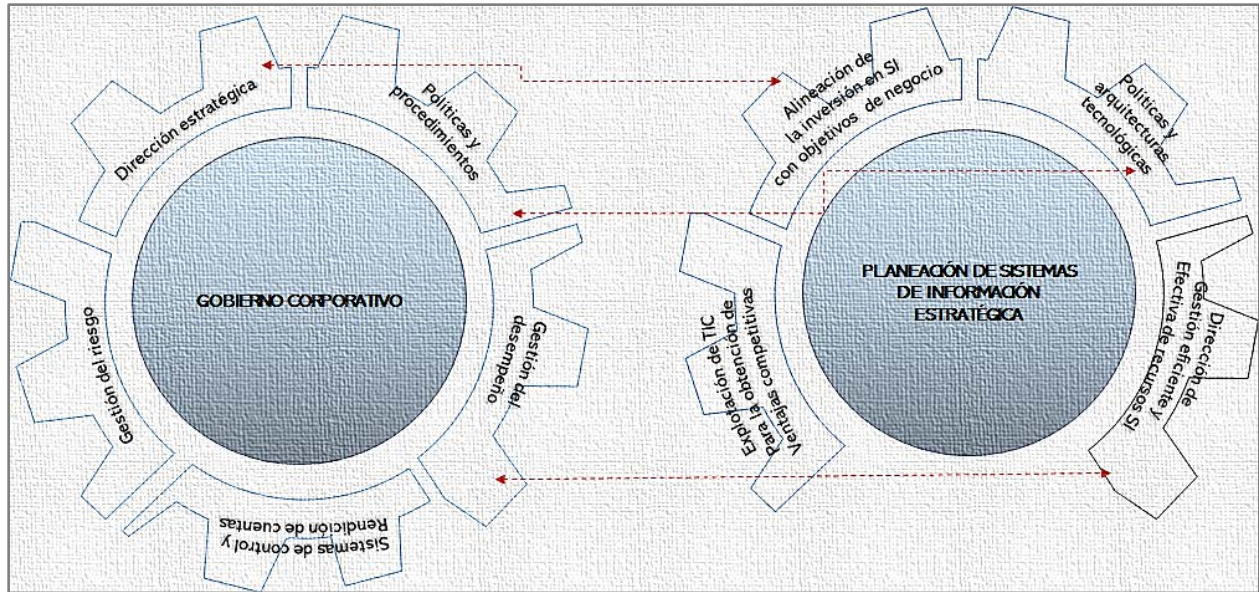 Dirección estratégica
Políticas y
procedimientos
GOBIERNO CORPORATIVO
Gestión del riesgo
Gestión del
desempeño
Sistemas de control y
Rendición de cuentas
Alineación de
la inversión en SI
con objetivos de negocio
Políticas y
arquitecturas
tecnológicas
PLANEACIÓN DE SISTEMAS
DE INFORMACIÓN
ESTRATÉGICA
Explotación de TIC
Para la obtención de
Ventajas competitivas
Dirección de
Gestión eficiente y
Efectiva de recursos SI